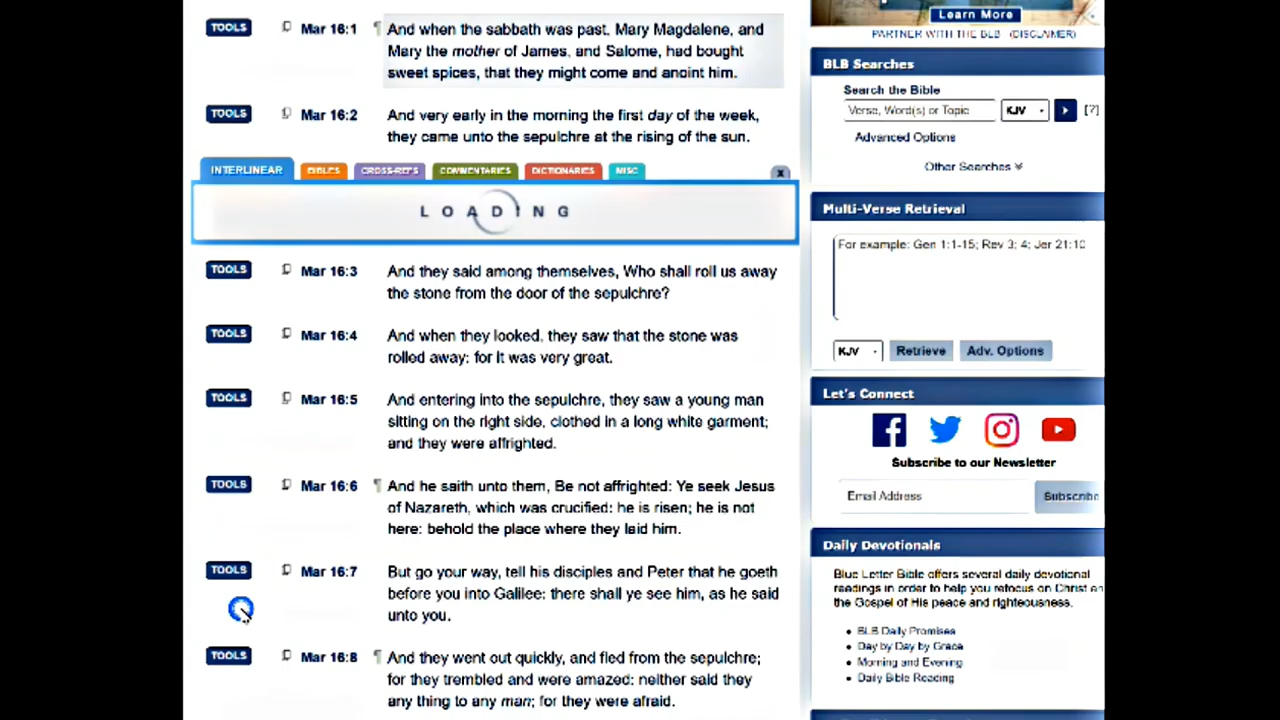 TOOLS Mar 16:1 ¶ And when the sabbath was past, Mary Magdalene, and
Mary the mother of James, and Salome, had bought
sweet spices, that they might come and anoint him.
TOOLS Mar 16:2 And very early in the morning the first day of the week,
they came unto the sepulchre at the rising of the sun.
INTERLINEAR BIBLES CROSS-REFS COMMENTARIES DICTIONARIES MISC x
LOADING
TOOLS Mar 16:3 And they said among themselves, Who shall roll us away
the stone from the door of the sepulchre?
TOOLS Mar 16:4 And when they looked, they saw that the stone was
rolled away: for it was very great.
TOOLS Mar 16:5 And entering into the sepulchre, they saw a young man
sitting on the right side, clothed in a long white garment;
and they were affrighted.
TOOLS Mar 16:6 ¶ And he saith unto them, Be not affrighted: Ye seek Jesus
of Nazareth, which was crucified: he is risen; he is not
here: behold the place where they laid him.
TOOLS Mar 16:7 But go your way, tell his disciples and Peter that he goeth
before you into Galilee: there shall ye see him, as he said
unto you.
TOOLS Mar 16:8 ¶ And they went out quickly, and fled from the sepulchre;
for they trembled and were amazed: neither said they
any thing to any man; for they were afraid.
Learn More
PARTNER WITH THE BLB (DISCLAIMER)
BLB Searches
Search the Bible
Verse, Word(s) or Topic KJV [?]
Advanced Options
Other Searches
Multi-Verse Retrieval
For example: Gen 1:1-15; Rev 3; 4; Jer 21:10
KJV Retrieve Adv. Options
Let's Connect
Subscribe to our Newsletter
Email Address Subscribe
Daily Devotionals
Blue Letter Bible offers several daily devotional
readings in order to help you refocus on Christ an
the Gospel of His peace and righteousness.
• BLB Daily Promises
• Day by Day by Grace
• Morning and Evening
• Daily Bible Reading